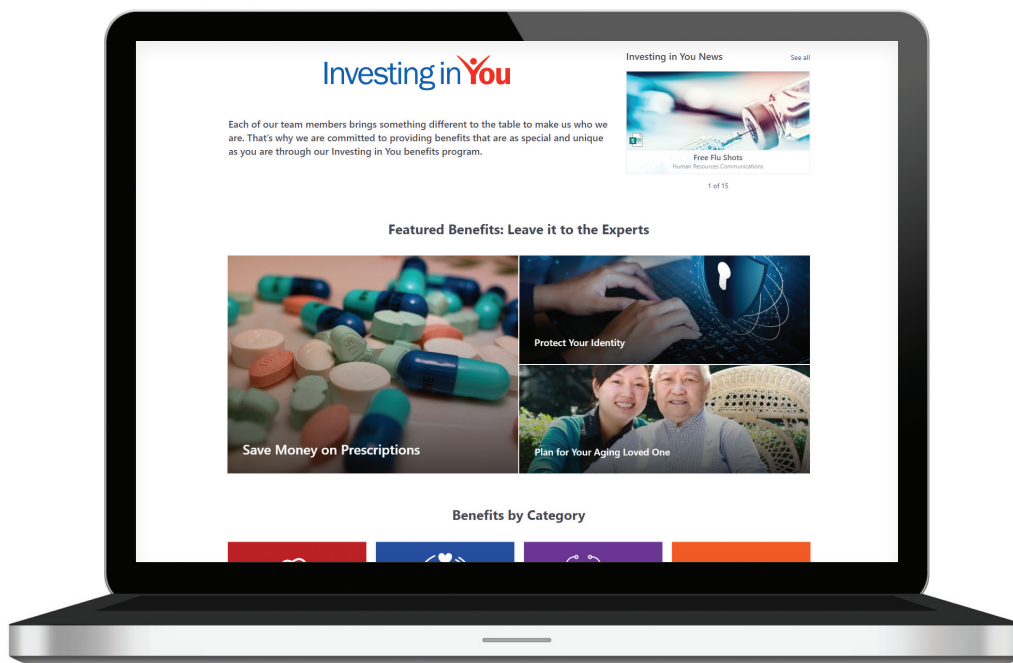 Investing in You
Each of our team members brings something different to the table to make us who we
are. That's why we are committed to providing benefits that are as special and unique
as you are through our Investing in You benefits program.
Investing in You News
See all
Free Flu Shots
Human Resources Communications
1 of 15
Featured Benefits: Leave it to the Experts
Save Money on Prescriptions
Protect Your Identity
Plan for Your Aging Loved One
Benefits by Category